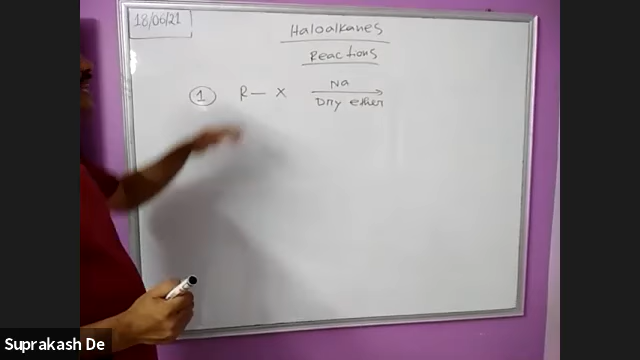 18/06/21
Haloalkanes
Reactions
1 R — X Na
Dry ether
Suprakash De